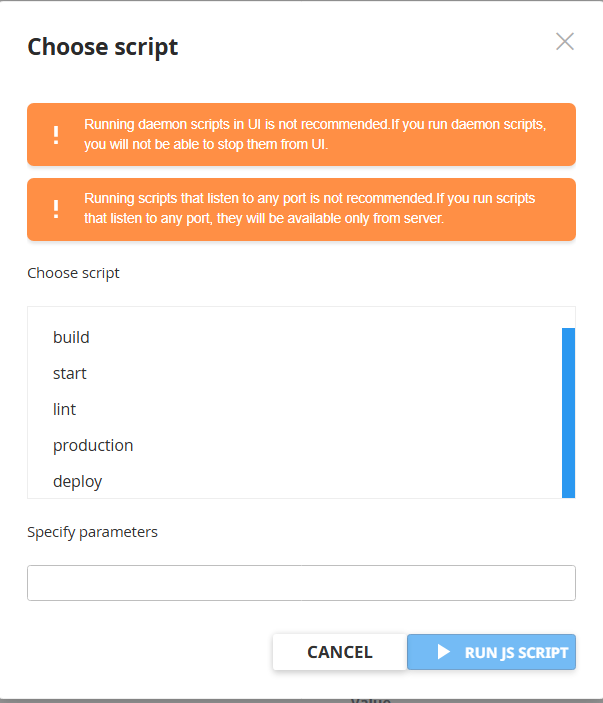 Choose script
Running daemon scripts in UI is not recommended.If you run daemon scripts,
you will not be able to stop them from UI.
Running scripts that listen to any port is not recommended.If you run scripts
that listen to any port, they will be available only from server.
Choose script
build
start
lint
production
deploy
Specify parameters
CANCEL
RUN JS SCRIPT
Value